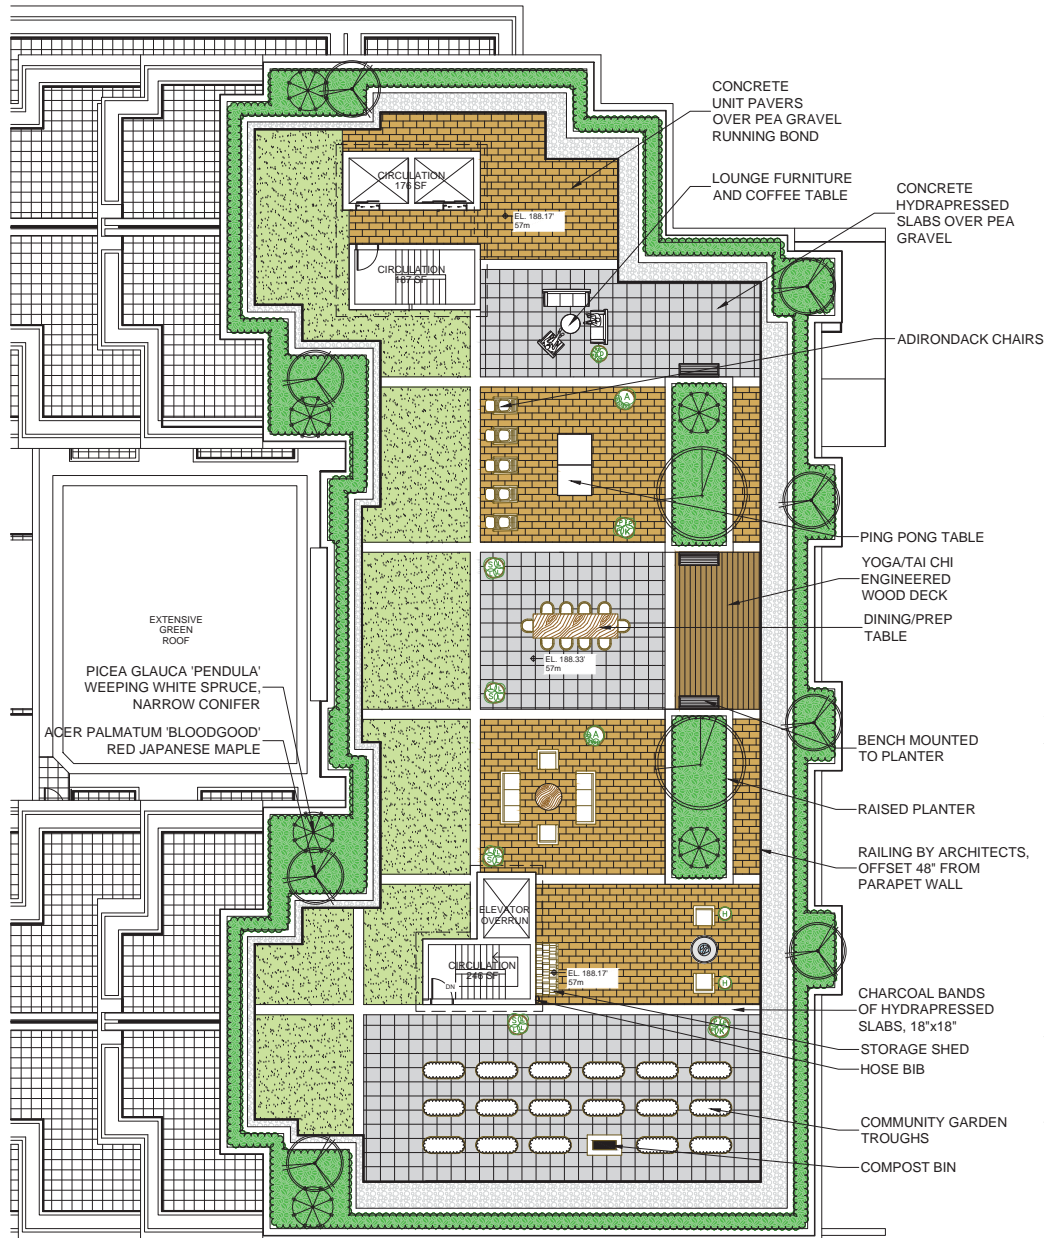 CONCRETE
UNIT PAVERS
OVER PEA GRAVEL
RUNNING BOND
LOUNGE FURNITURE
AND COFFEE TABLE
CONCRETE
HYDRAPRESSED
SLABS OVER PEA
GRAVEL
CIRCULATION
176 SF
EL. 188.17'
57m
CIRCULATION
187 SF
ADIRONDACK CHAIRS
A
PING PONG TABLE
YOGA/TAI CHI
ENGINEERED
WOOD DECK
DINING/PREP
TABLE
EXTENSIVE
GREEN
ROOF
EL. 188.33'
57m
PICEA GLAUCA 'PENDULA'
WEEPING WHITE SPRUCE,
NARROW CONIFER
ACER PALMATUM 'BLOODGOOD'
RED JAPANESE MAPLE
A
BENCH MOUNTED
TO PLANTER
RAISED PLANTER
RAILING BY ARCHITECTS,
OFFSET 48" FROM
PARAPET WALL
ELEVATOR
OVERRUN
H
CIRCULATION
246 SF
EL. 188.17'
57m
DN
H
CHARCOAL BANDS
OF HYDRAPRESSED
SLABS, 18"x18"
STORAGE SHED
HOSE BIB
COMMUNITY GARDEN
TROUGHS
COMPOST BIN